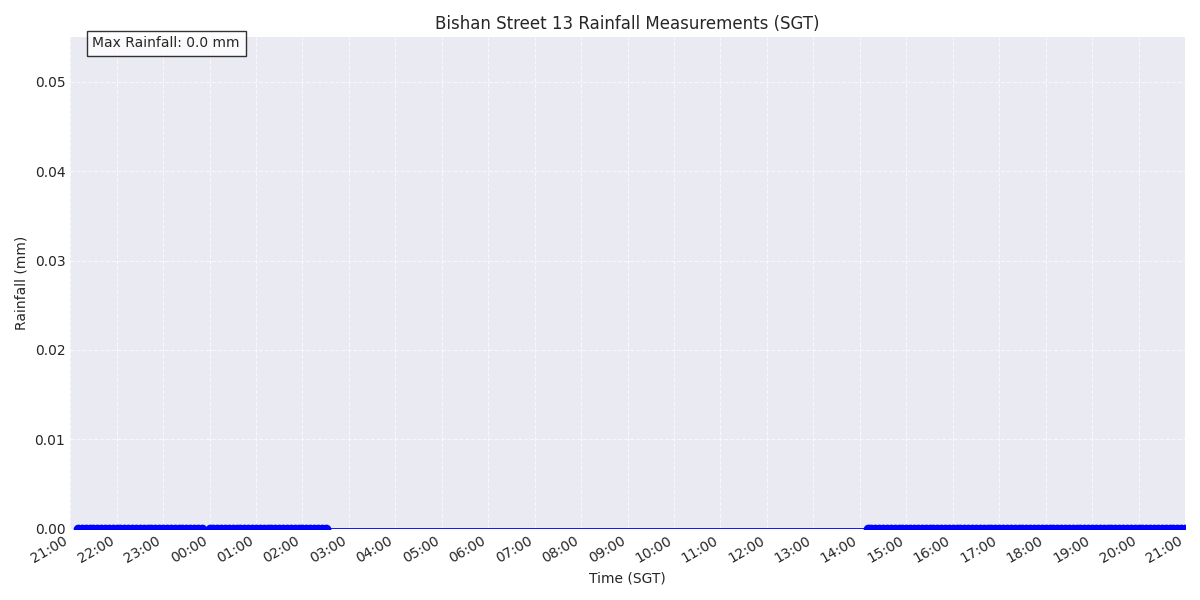 Bishan Street 13 Rainfall Measurements (SGT)
Max Rainfall: 0.0 mm
0.05
0.04
0.03
0.02
0.01
0.00
Rainfall (mm)
21:00 22:00 23:00 00:00 01:00 02:00 03:00 04:00 05:00 06:00 07:00 08:00 09:00 10:00 11:00 12:00 13:00 14:00 15:00 16:00 17:00 18:00 19:00 20:00 21:00
Time (SGT)